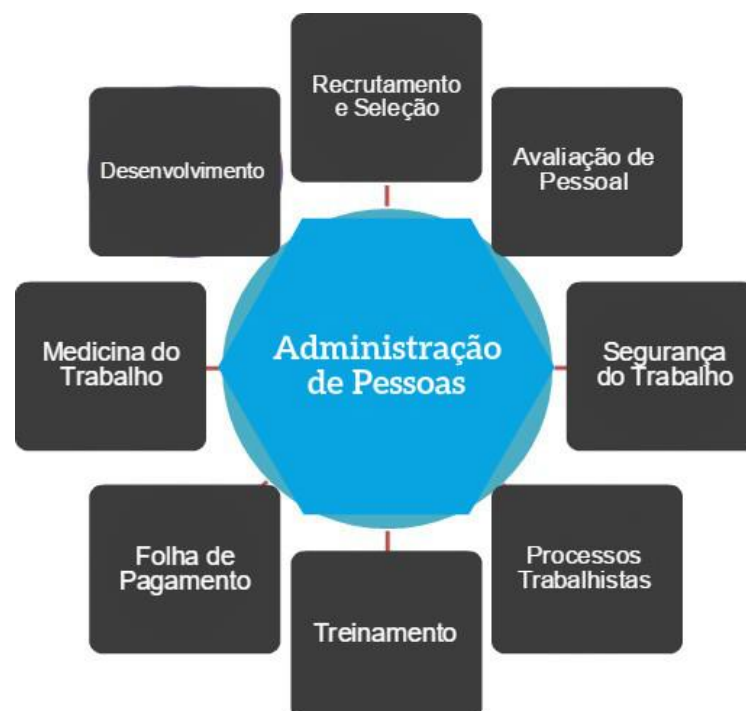 Recrutamento
e Seleção
Avaliação de
Pessoal
Segurança
do Trabalho
Processos
Trabalhistas
Treinamento
Folha de
Pagamento
Medicina do
Trabalho
Desenvolvimento
Administração
de Pessoas